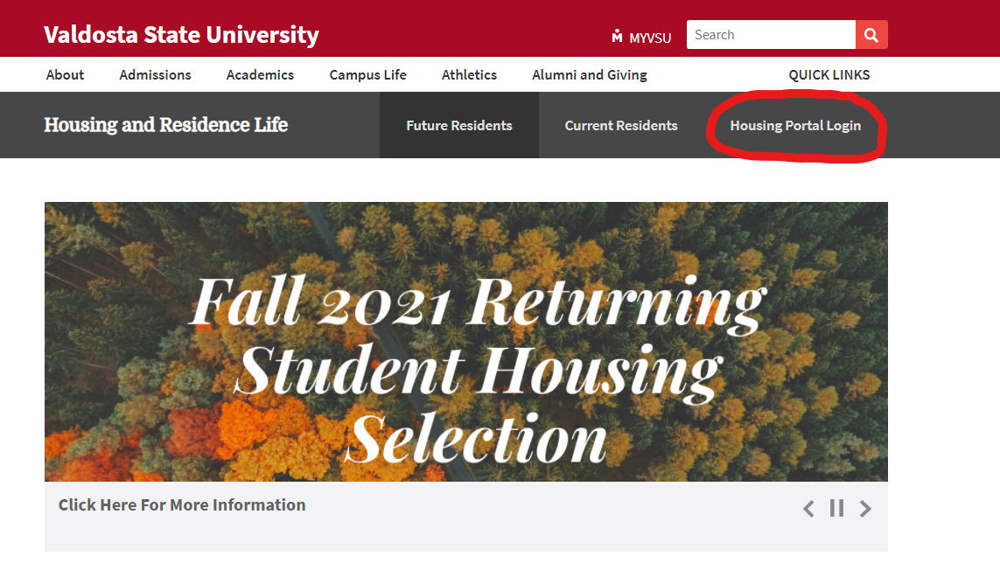 Valdosta State University
MYVSU
Search
About Admissions Academics Campus Life Athletics Alumni and Giving QUICK LINKS
Housing and Residence Life Future Residents Current Residents Housing Portal Login
Fall 2021 Returning
Student Housing
Selection
Click Here For More Information